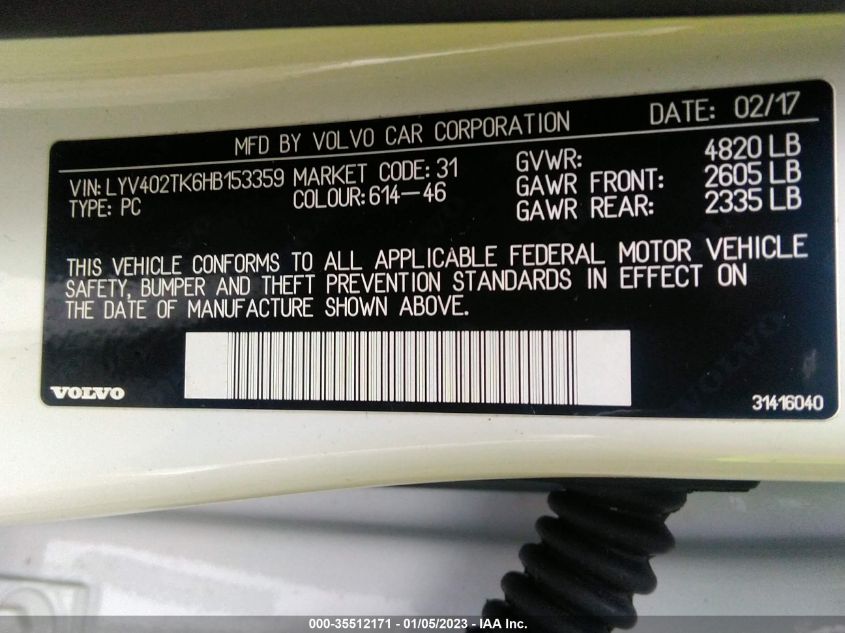 MFD BY VOLVO CAR CORPORATION DATE: 02/17
VIN: LYV402TK6HB153359 MARKET CODE: 31 GVWR: 4820 LB
TYPE: PC COLOUR: 614-46 GAWR FRONT: 2605 LB
GAWR REAR: 2335 LB
THIS VEHICLE CONFORMS TO ALL APPLICABLE FEDERAL MOTOR VEHICLE
SAFETY, BUMPER AND THEFT PREVENTION STANDARDS IN EFFECT ON
THE DATE OF MANUFACTURE SHOWN ABOVE.
VOLVO 31416040
000-35512171 - 01/05/2023 - IAA Inc.